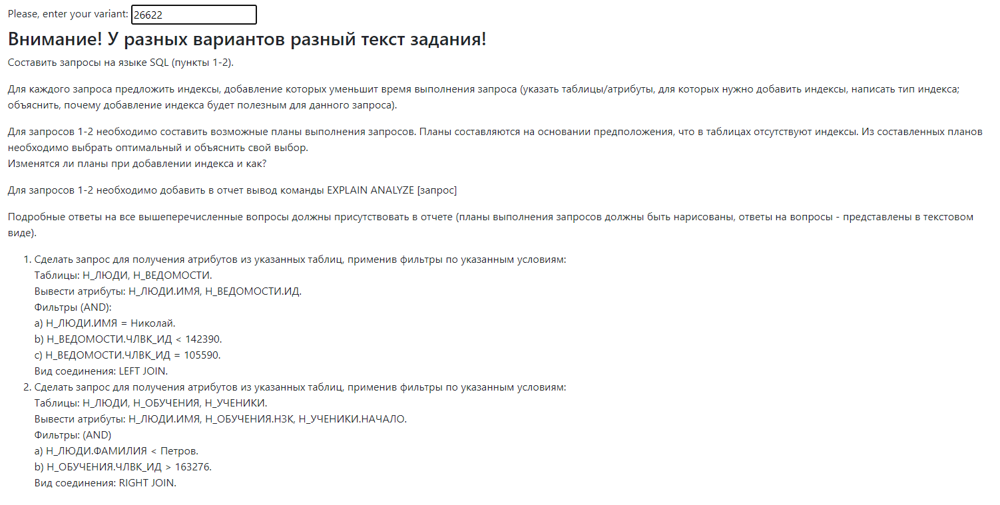 Please, enter your variant: 26622
Внимание! У разных вариантов разный текст задания!
Составить запросы на языке SQL (пункты 1-2).
Для каждого запроса предложить индексы, добавление которых уменьшит время выполнения запроса (указать таблицы/атрибуты, для которых нужно добавить индексы, написать тип индекса;
объяснить, почему добавление индекса будет полезным для данного запроса).
Для запросов 1-2 необходимо составить возможные планы выполнения запросов. Планы составляются на основании предположения, что в таблицах отсутствуют индексы. Из составленных планов
необходимо выбрать оптимальный и объяснить свой выбор.
Изменятся ли планы при добавлении индекса и как?
Для запросов 1-2 необходимо добавить в отчет вывод команды EXPLAIN ANALYZE [запрос]
Подробные ответы на все вышеперечисленные вопросы должны присутствовать в отчете (планы выполнения запросов должны быть нарисованы, ответы на вопросы - представлены в текстовом
виде).
1. Сделать запрос для получения атрибутов из указанных таблиц, применив фильтры по указанным условиям:
Таблицы: Н_ЛЮДИ, Н_ВЕДОМОСТИ.
Вывести атрибуты: Н_ЛЮДИ.ИМЯ, Н_ВЕДОМОСТИ.ИД.
Фильтры (AND):
a) Н_ЛЮДИ.ИМЯ = Николай.
b) Н_ВЕДОМОСТИ.ЧЛВК_ИД < 142390.
c) Н_ВЕДОМОСТИ.ЧЛВК_ИД = 105590.
Вид соединения: LEFT JOIN.
2. Сделать запрос для получения атрибутов из указанных таблиц, применив фильтры по указанным условиям:
Таблицы: Н_ЛЮДИ, Н_ОБУЧЕНИЯ, Н_УЧЕНИКИ.
Вывести атрибуты: Н_ЛЮДИ.ИМЯ, Н_ОБУЧЕНИЯ.НЗК, Н_УЧЕНИКИ.НАЧАЛО.
Фильтры: (AND)
a) Н_ЛЮДИ.ФАМИЛИЯ < Петров.
b) Н_ОБУЧЕНИЯ.ЧЛВК_ИД > 163276.
Вид соединения: RIGHT JOIN.